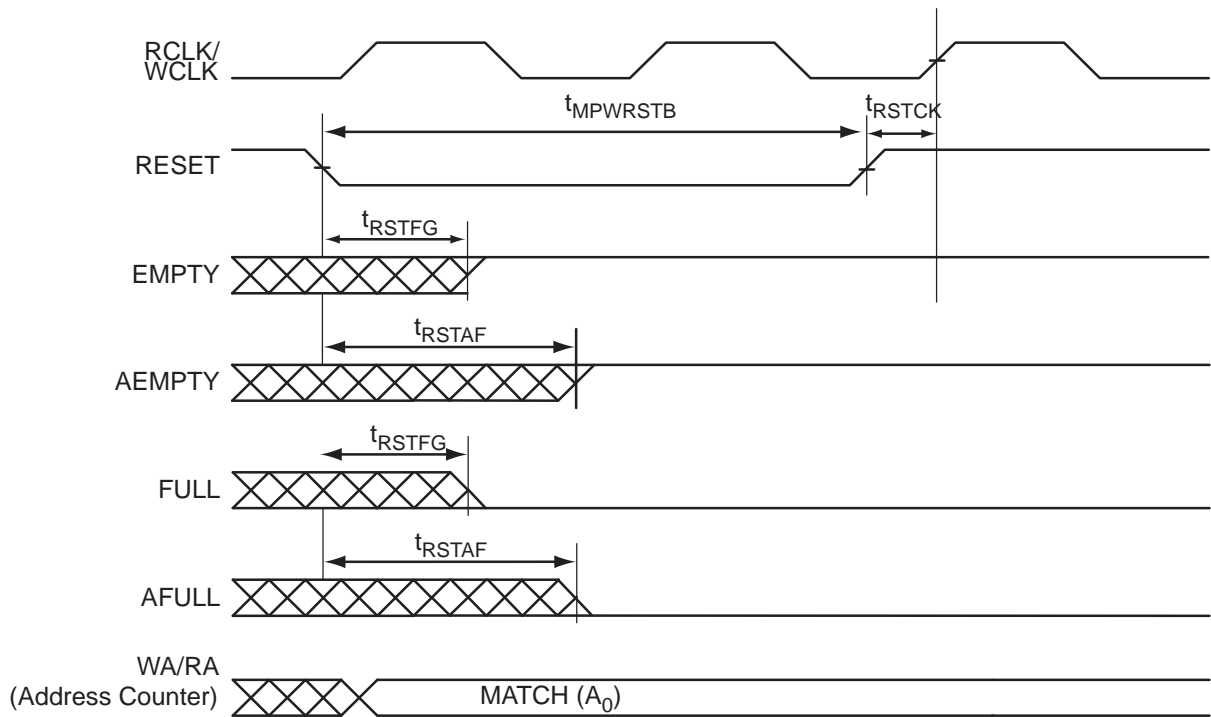 RCLK/
WCLK
tMPWRSTB
tRSTCK
RESET
tRSTFG
EMPTY
tRSTAF
AEMPTY
tRSTFG
FULL
tRSTAF
AFULL
WA/RA
(Address Counter)
MATCH (A0)